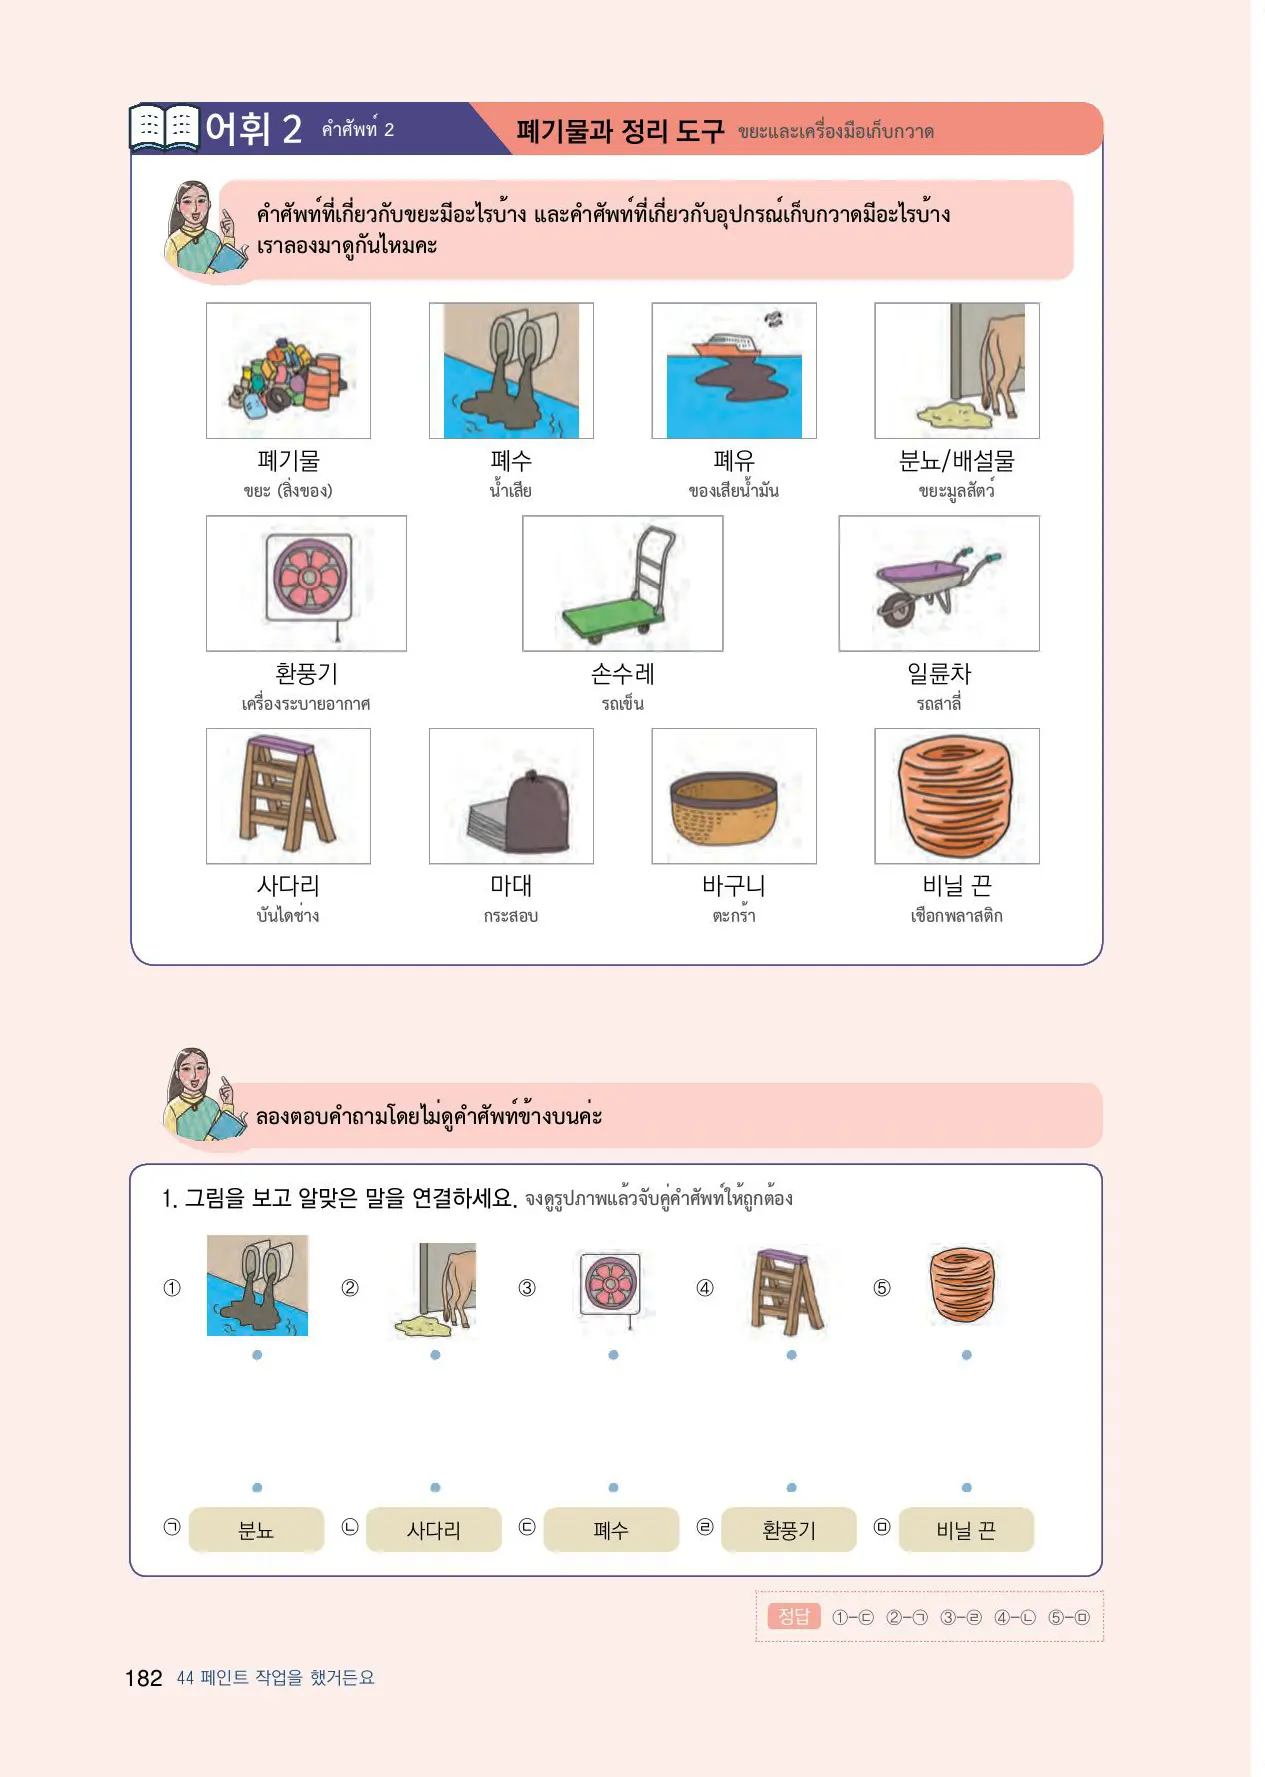 어휘 2 คำศัพท์ 2 폐기물과 정리 도구 ขยะและเครื่องมือเก็บกวาด
คำศัพท์ที่เกี่ยวกับขยะมีอะไรบ้าง และคำศัพท์ที่เกี่ยวกับอุปกรณ์เก็บกวาดมีอะไรบ้าง
เราลองมาดูกันไหมคะ
폐기물 폐수 폐유 분뇨/배설물
ขยะ (สิ่งของ) น้ำเสีย ของเสียน้ำมัน ขยะมูลสัตว์
환풍기 손수레 일륜차
เครื่องระบายอากาศ รถเข็น รถสาลี่
사다리 마대 바구니 비닐 끈
บันไดช่าง กระสอบ ตะกร้า เชือกพลาสติก
ลองตอบคำถามโดยไม่ดูคำศัพท์ข้างบนค่ะ
1. 그림을 보고 알맞은 말을 연결하세요. จงดูรูปภาพแล้วจับคู่คำศัพท์ให้ถูกต้อง
① ② ③ ④ ⑤
㉠ 분뇨 ㉡ 사다리 ㉢ 폐수 ㉣ 환풍기 ㉤ 비닐 끈
정답 ①-㉢ ②-㉠ ③-㉣ ④-㉡ ⑤-㉤
182 44 페인트 작업을 했거든요